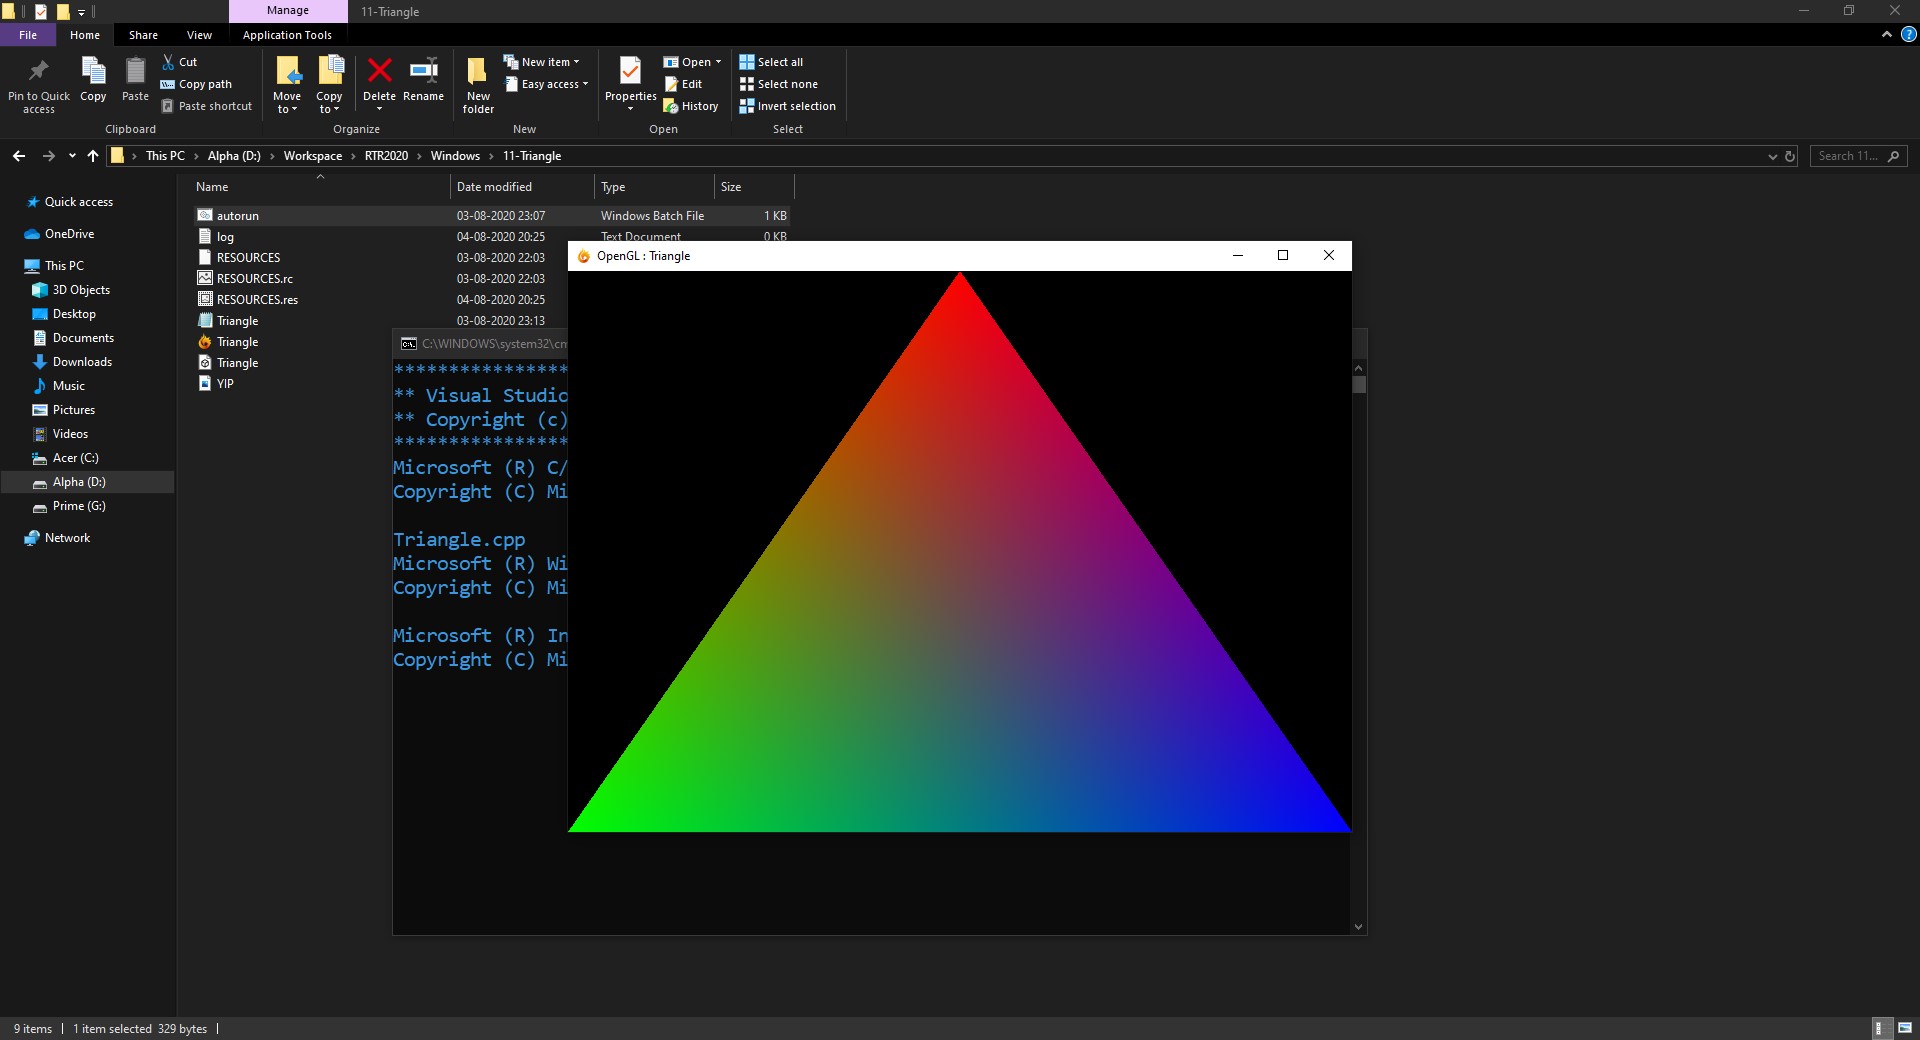 Manage
11-Triangle
File
Home
Share
View
Application Tools
Pin to Quick access
Copy
Paste
Cut
Copy path
Paste shortcut
Clipboard
Move to
Copy to
Delete
Rename
Organize
New folder
New item
Easy access
New
Properties
Open
Edit
History
Open
Select all
Select none
Invert selection
Select
This PC > Alpha (D:) > Workspace > RTR2020 > Windows > 11-Triangle
Search 11...
Quick access
OneDrive
This PC
3D Objects
Desktop
Documents
Downloads
Music
Pictures
Videos
Acer (C:)
Alpha (D:)
Prime (G:)
Network
Name Date modified Type Size
autorun 03-08-2020 23:07 Windows Batch File 1 KB
log 04-08-2020 20:25 Text Document 0 KB
RESOURCES 03-08-2020 22:03
RESOURCES.rc 03-08-2020 22:03
RESOURCES.res 04-08-2020 20:25
Triangle 03-08-2020 23:13
Triangle
Triangle
YIP
C:\WINDOWS\system32\cm
****************
** Visual Studio
** Copyright (c)
****************
Microsoft (R) C/
Copyright (C) Mi
Triangle.cpp
Microsoft (R) Wi
Copyright (C) Mi
Microsoft (R) In
Copyright (C) Mi
OpenGL : Triangle
9 items
1 item selected 329 bytes